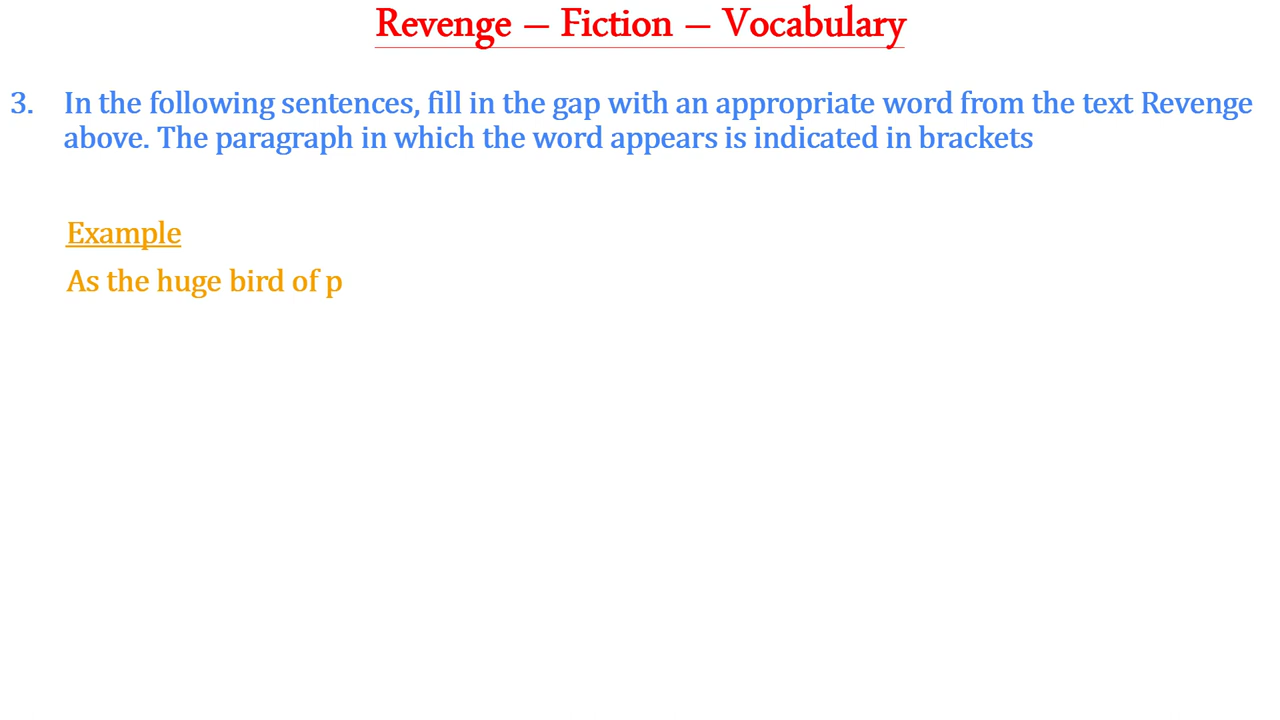 Revenge – Fiction – Vocabulary
3. In the following sentences, fill in the gap with an appropriate word from the text Revenge
above. The paragraph in which the word appears is indicated in brackets
Example
As the huge bird of p